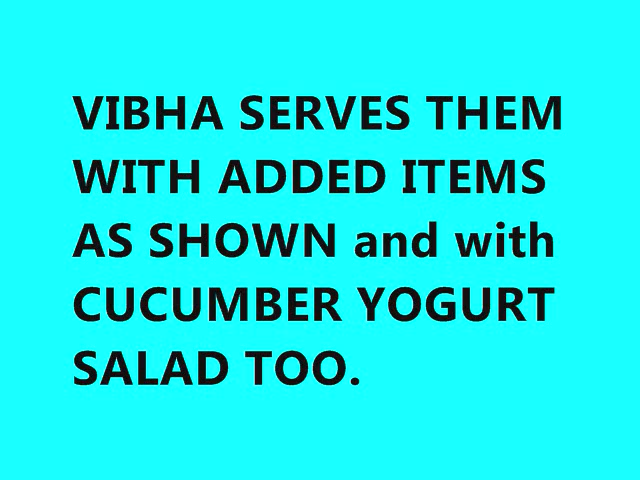 VIBHA SERVES THEM
WITH ADDED ITEMS
AS SHOWN and with
CUCUMBER YOGURT
SALAD TOO.